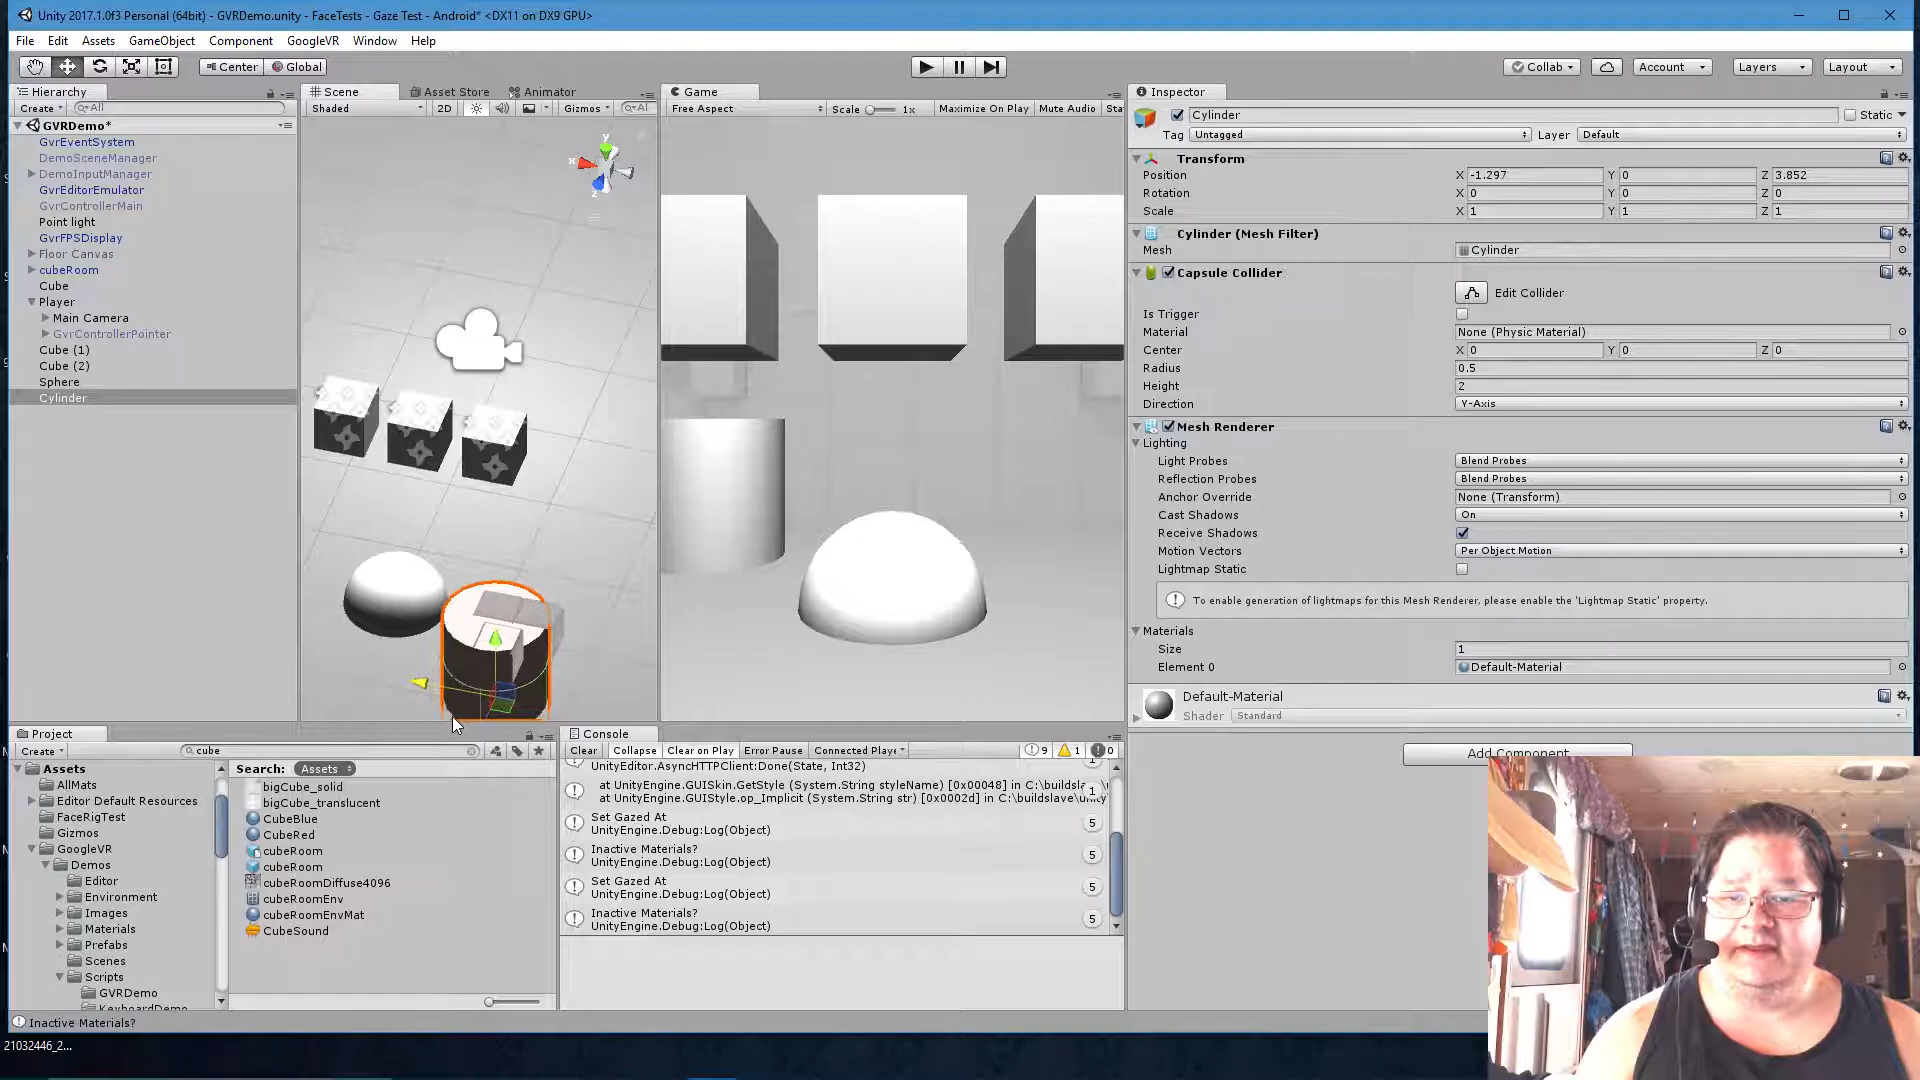 Unity 2017.1.0f3 Personal (64bit) - GVRDemo.unity - FaceTests - Gaze Test - Android* <DX11 on DX9 GPU>
File Edit Assets GameObject Component GoogleVR Window Help
Center Global Collab Account Layers Layout
Hierarchy
Create All
GVRDemo*
GvrEventSystem
DemoSceneManager
DemoInputManager
GvrEditorEmulator
GvrControllerMain
Point light
GvrFPSDisplay
Floor Canvas
cubeRoom
Cube
Player
Main Camera
GvrControllerPointer
Cube (1)
Cube (2)
Sphere
Cylinder
Scene Asset Store Animator
Shaded 2D Gizmos Al
y
x
z
Game
Free Aspect Scale 1x Maximize On Play Mute Audio Sta
Inspector
Cylinder Static
Tag Untagged Layer Default
Transform
Position X -1.297 Y 0 Z 3.852
Rotation X 0 Y 0 Z 0
Scale X 1 Y 1 Z 1
Cylinder (Mesh Filter)
Mesh Cylinder
Capsule Collider
Edit Collider
Is Trigger
Material None (Physic Material)
Center X 0 Y 0 Z 0
Radius 0.5
Height 2
Direction Y-Axis
Mesh Renderer
Lighting
Light Probes Blend Probes
Reflection Probes Blend Probes
Anchor Override None (Transform)
Cast Shadows On
Receive Shadows
Motion Vectors Per Object Motion
Lightmap Static
To enable generation of lightmaps for this Mesh Renderer, please enable the 'Lightmap Static' property.
Materials
Size 1
Element 0 Default-Material
Default-Material
Shader Standard
Add Component
Project
Create cube
Assets
AllMats
Editor Default Resources
FaceRigTest
Gizmos
GoogleVR
Demos
Editor
Environment
Images
Materials
Prefabs
Scenes
Scripts
GVRDemo
KeyboardDemo
Search: Assets
bigCube_solid
bigCube_translucent
CubeBlue
CubeRed
cubeRoom
cubeRoom
cubeRoomDiffuse4096
cubeRoomEnv
cubeRoomEnvMat
CubeSound
Console
Clear Collapse Clear on Play Error Pause Connected Playe 9 1 0
UnityEditor.AsyncHTTPClient:Done(State, Int32) 1
at UnityEngine.GUISkin.GetStyle (System.String styleName) [0x00048] in C:\buildslave\u 1
at UnityEngine.GUIStyle.op_Implicit (System.String str) [0x0002d] in C:\buildslave\unity
Set Gazed At 5
UnityEngine.Debug:Log(Object)
Inactive Materials? 5
UnityEngine.Debug:Log(Object)
Set Gazed At 5
UnityEngine.Debug:Log(Object)
Inactive Materials? 5
UnityEngine.Debug:Log(Object)
Inactive Materials?
21032446_2...